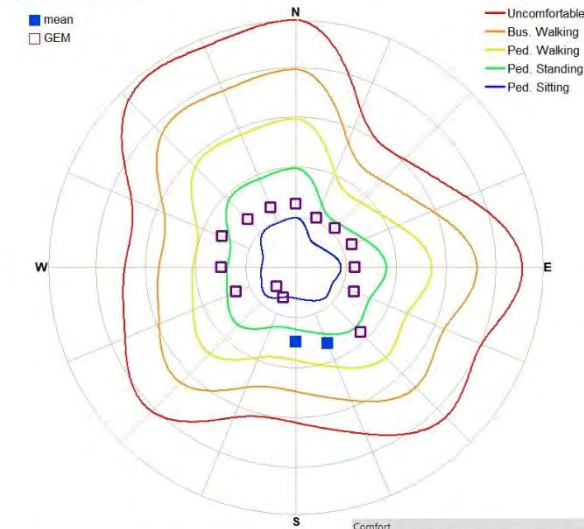 mean
GEM
N
Uncomfortable
Bus. Walking
Ped. Walking
Ped. Standing
Ped. Sitting
W
E
S
Comfort